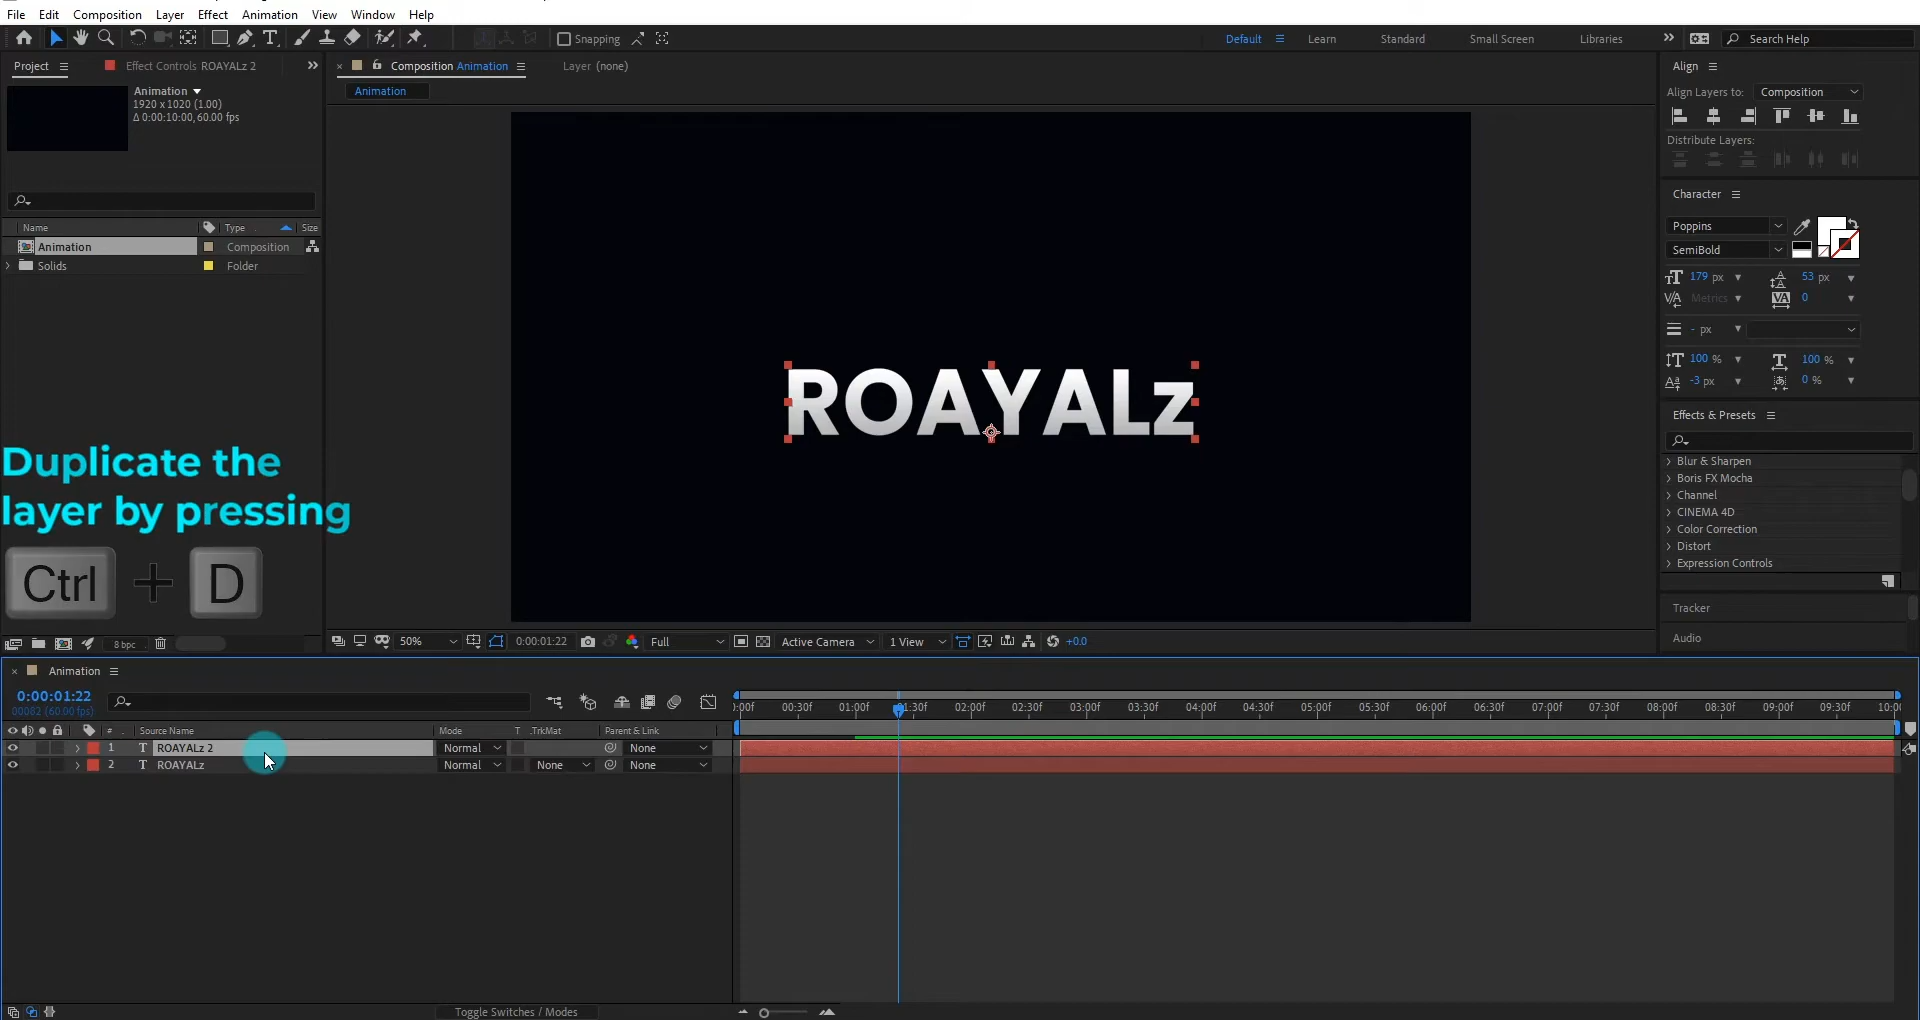 File Edit Composition Layer Effect Animation View Window Help
Snapping
Default Learn Standard Small Screen Libraries Search Help
Project Effect Controls ROAYALz 2
Composition Animation Layer (none)
Animation
Animation
1920 x 1020 (1.00)
Δ 0:00:10:00, 60.00 fps
Name Type Size
Animation Composition
Solids Folder
ROAYALz
Duplicate the
layer by pressing
Ctrl + D
8 bpc
50% 0:00:01:22 Full Active Camera 1 View +0.0
Align
Align Layers to: Composition
Distribute Layers:
Character
Poppins
SemiBold
179 px 53 px
Metrics 0
- px
100 % 100 %
-3 px 0 %
Effects & Presets
Blur & Sharpen
Boris FX Mocha
Channel
CINEMA 4D
Color Correction
Distort
Expression Controls
Tracker
Audio
Animation
0:00:01:22
00082 (60.00 fps)
:00f 00:30f 01:00f 01:30f 02:00f 02:30f 03:00f 03:30f 04:00f 04:30f 05:00f 05:30f 06:00f 06:30f 07:00f 07:30f 08:00f 08:30f 09:00f 09:30f 10:00
# Source Name Mode T .TrkMat Parent & Link
1 T ROAYALz 2 Normal None
2 T ROAYALz Normal None None
Toggle Switches / Modes